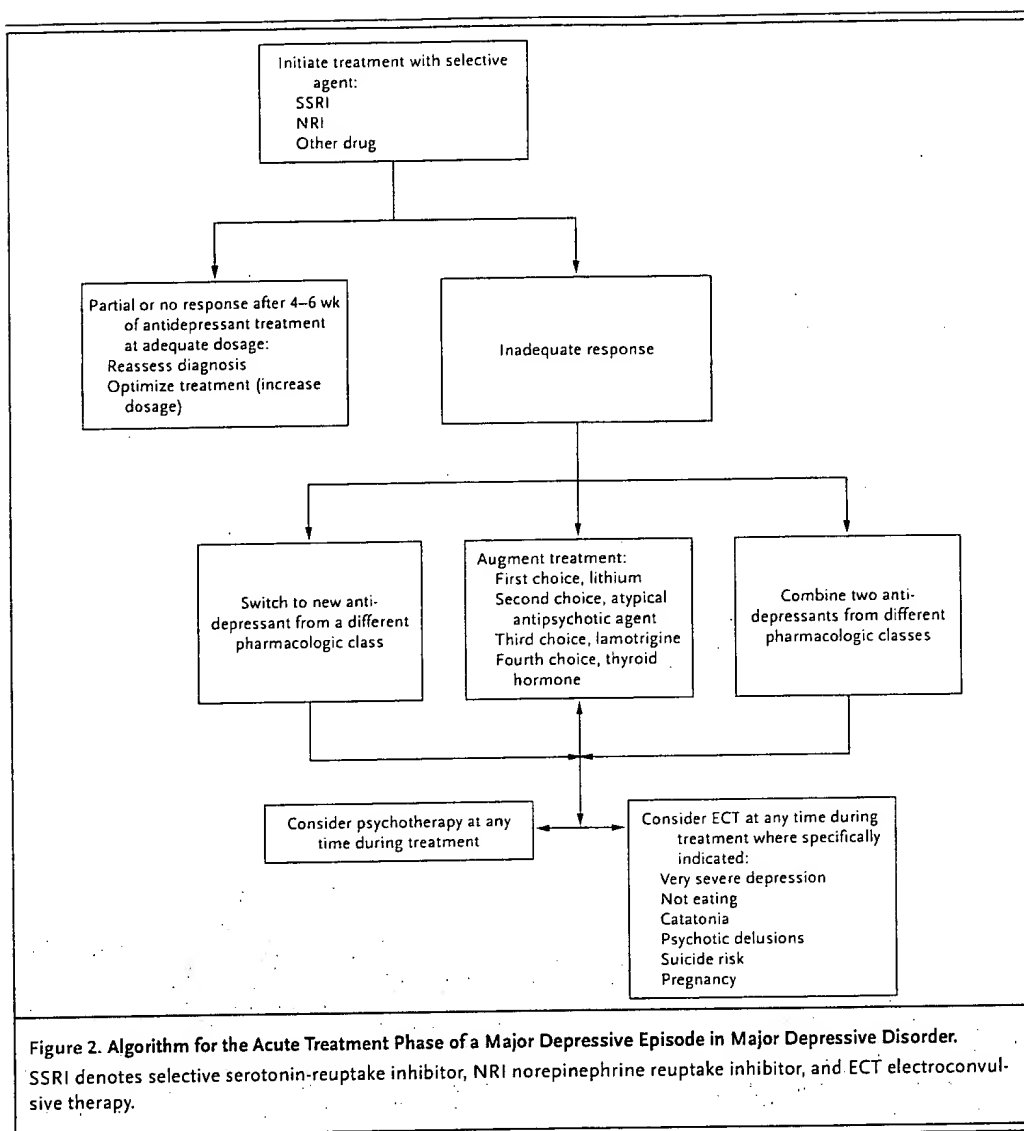 Initiate treatment with selective
agent:
SSRI
NRI
Other drug
Partial or no response after 4–6 wk
of antidepressant treatment
at adequate dosage:
Reassess diagnosis
Optimize treatment (increase
dosage)
Inadequate response
Switch to new anti-
depressant from a different
pharmacologic class
Augment treatment:
First choice, lithium
Second choice, atypical
antipsychotic agent
Third choice, lamotrigine
Fourth choice, thyroid
hormone
Combine two anti-
depressants from different
pharmacologic classes
Consider psychotherapy at any
time during treatment
Consider ECT at any time during
treatment where specifically
indicated:
Very severe depression
Not eating
Catatonia
Psychotic delusions
Suicide risk
Pregnancy
Figure 2. Algorithm for the Acute Treatment Phase of a Major Depressive Episode in Major Depressive Disorder.
SSRI denotes selective serotonin-reuptake inhibitor, NRI norepinephrine reuptake inhibitor, and ECT electroconvul-
sive therapy.